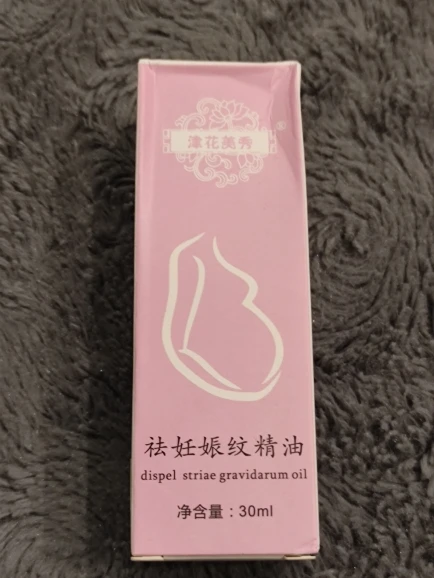 津花美秀
®
祛妊娠纹精油
dispel striae gravidarum oil
净含量：30ml